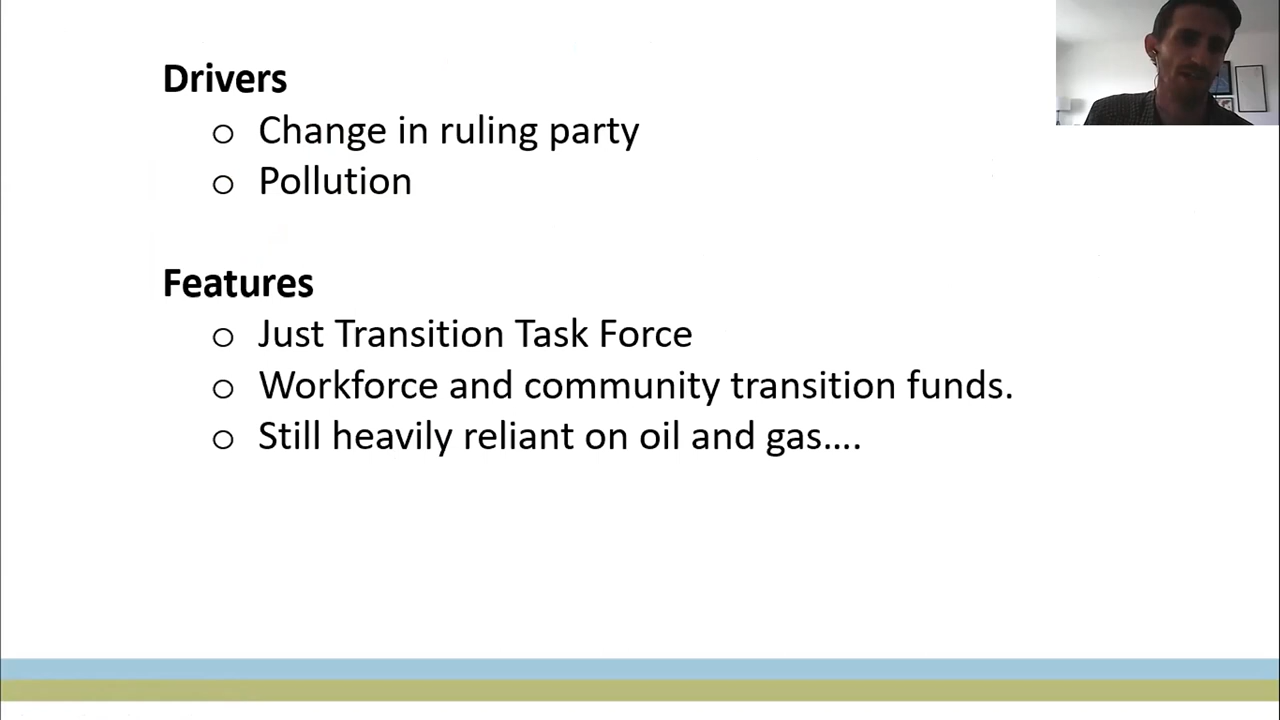 Drivers
o Change in ruling party
o Pollution
Features
o Just Transition Task Force
o Workforce and community transition funds.
o Still heavily reliant on oil and gas....